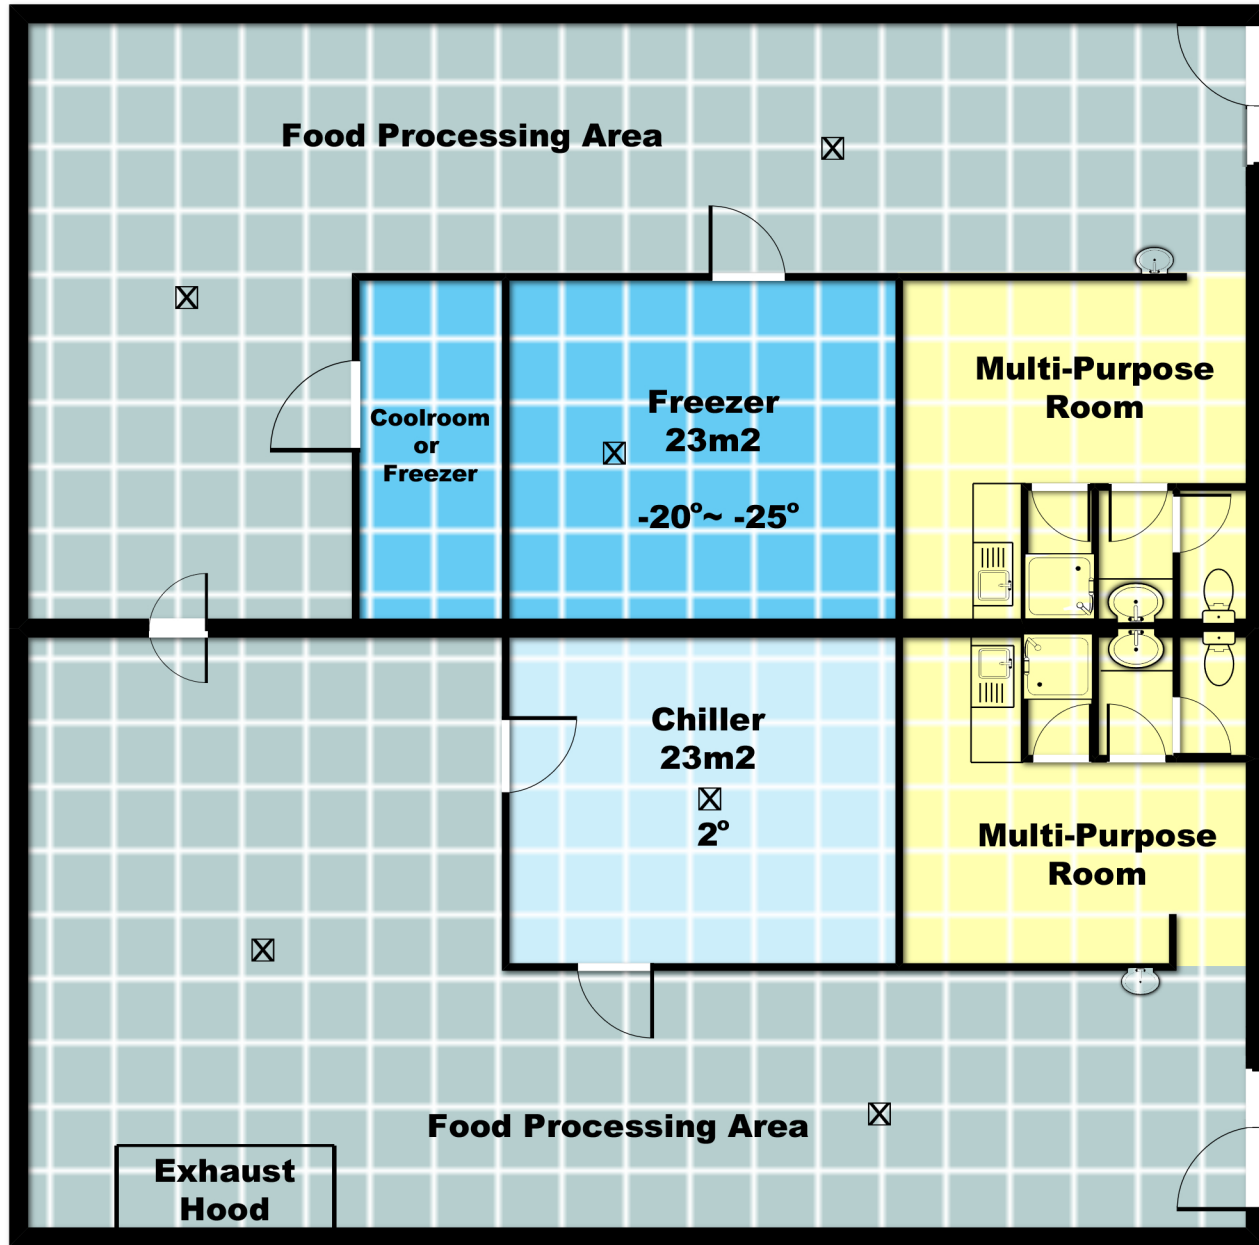 Food Processing Area
Coolroom
or
Freezer
Freezer
23m2
-20°~ -25°
Multi-Purpose
Room
Chiller
23m2
2°
Multi-Purpose
Room
Food Processing Area
Exhaust
Hood